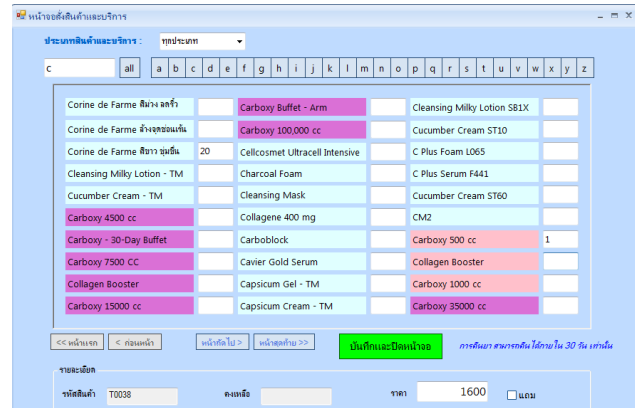 หน้าจอสั่งสินค้าและบริการ
ประเภทสินค้าและบริการ : ทุกประเภท
c all a b c d e f g h i j k l m n o p q r s t u v w x y z
Corine de Farme สีม่วง ลดริ้ว Carboxy Buffet - Arm Cleansing Milky Lotion SB1X
Corine de Farme ล้างจุดซ่อนเร้น Carboxy 100,000 cc Cucumber Cream ST10
Corine de Farme สีขาว ชุ่มชื่น 20 Cellcosmet Ultracell Intensive C Plus Foam L065
Cleansing Milky Lotion - TM Charcoal Foam C Plus Serum F441
Cucumber Cream - TM Cleansing Mask Cucumber Cream ST60
Carboxy 4500 cc Collagene 400 mg CM2
Carboxy - 30-Day Buffet Carboblock Carboxy 500 cc 1
Carboxy 7500 CC Cavier Gold Serum Collagen Booster
Collagen Booster Capsicum Gel - TM Carboxy 1000 cc
Carboxy 15000 cc Capsicum Cream - TM Carboxy 35000 cc
<< หน้าแรก < ก่อนหน้า หน้าถัดไป > หน้าสุดท้าย >> บันทึกและปิดหน้าจอ การคืนยา สามารถคืนได้ภายใน 30 วัน เท่านั้น
รายละเอียด
รหัสสินค้า T0038 คงเหลือ ราคา 1600 แถม